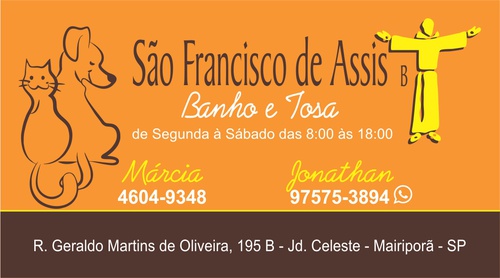 São Francisco de Assis B
Banho e Tosa
de Segunda à Sábado das 8:00 às 18:00
Márcia Jonathan
4604-9348 97575-3894
R. Geraldo Martins de Oliveira, 195 B - Jd. Celeste - Mairiporã - SP